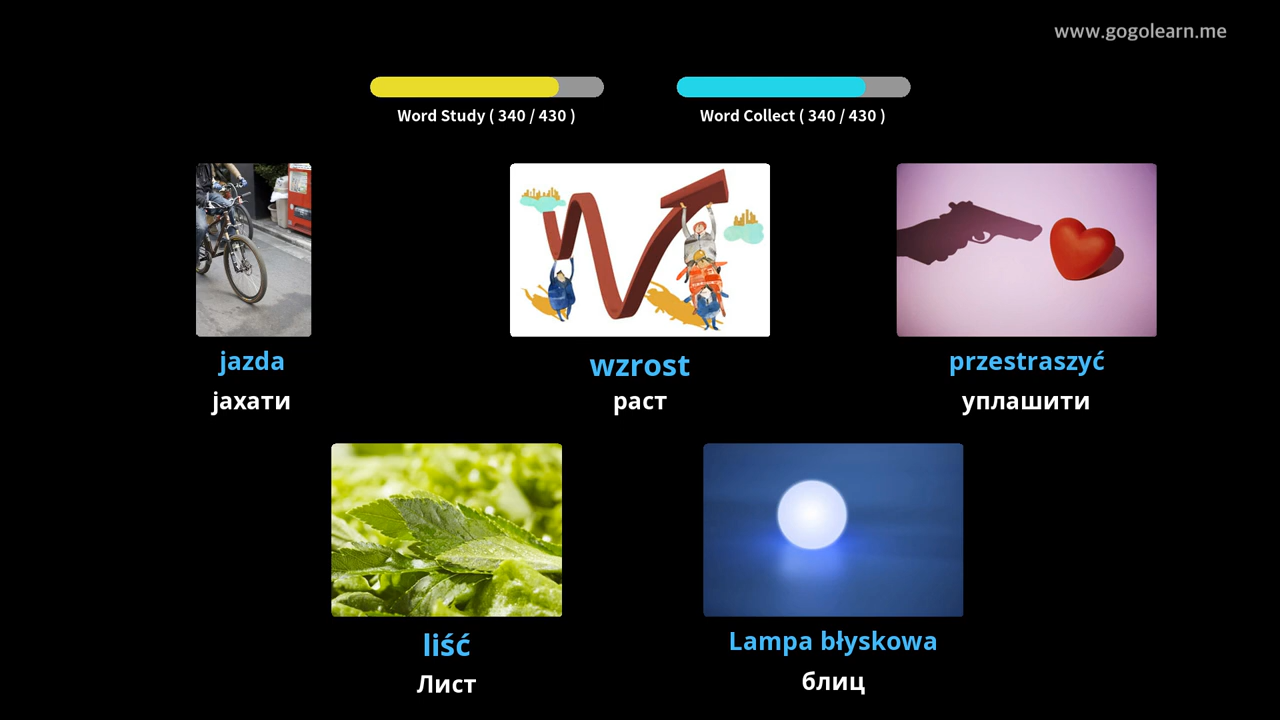 www.gogolearn.me
Word Study ( 340 / 430 )
Word Collect ( 340 / 430 )
jazda
wzrost
przestraszyć
јахати
раст
уплашити
liść
Lampa błyskowa
Лист
блиц